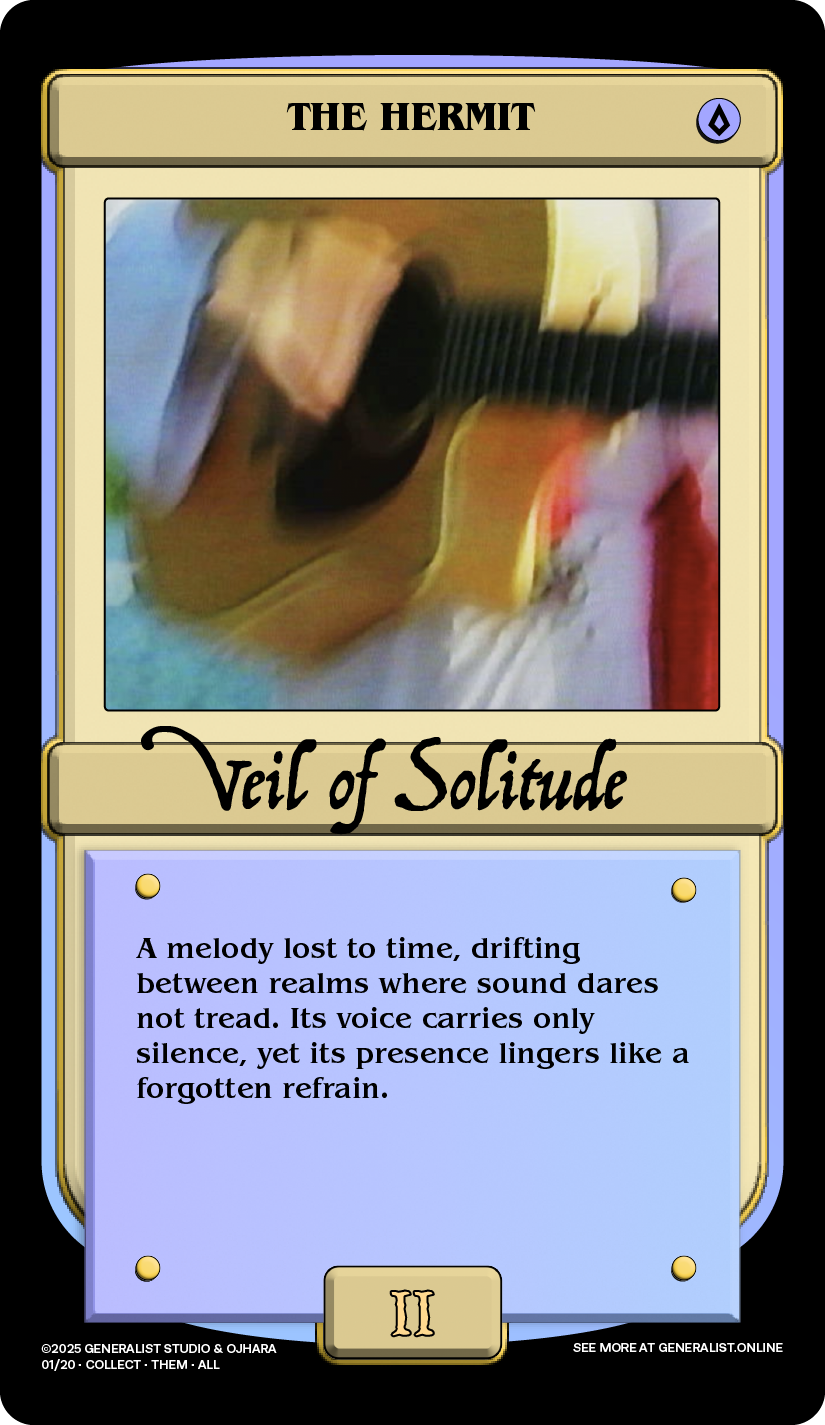 THE HERMIT
Veil of Solitude
A melody lost to time, drifting
between realms where sound dares
not tread. Its voice carries only
silence, yet its presence lingers like a
forgotten refrain.
II
©2025 GENERALIST STUDIO & OJHARA
01/20 · COLLECT · THEM · ALL
SEE MORE AT GENERALIST.ONLINE